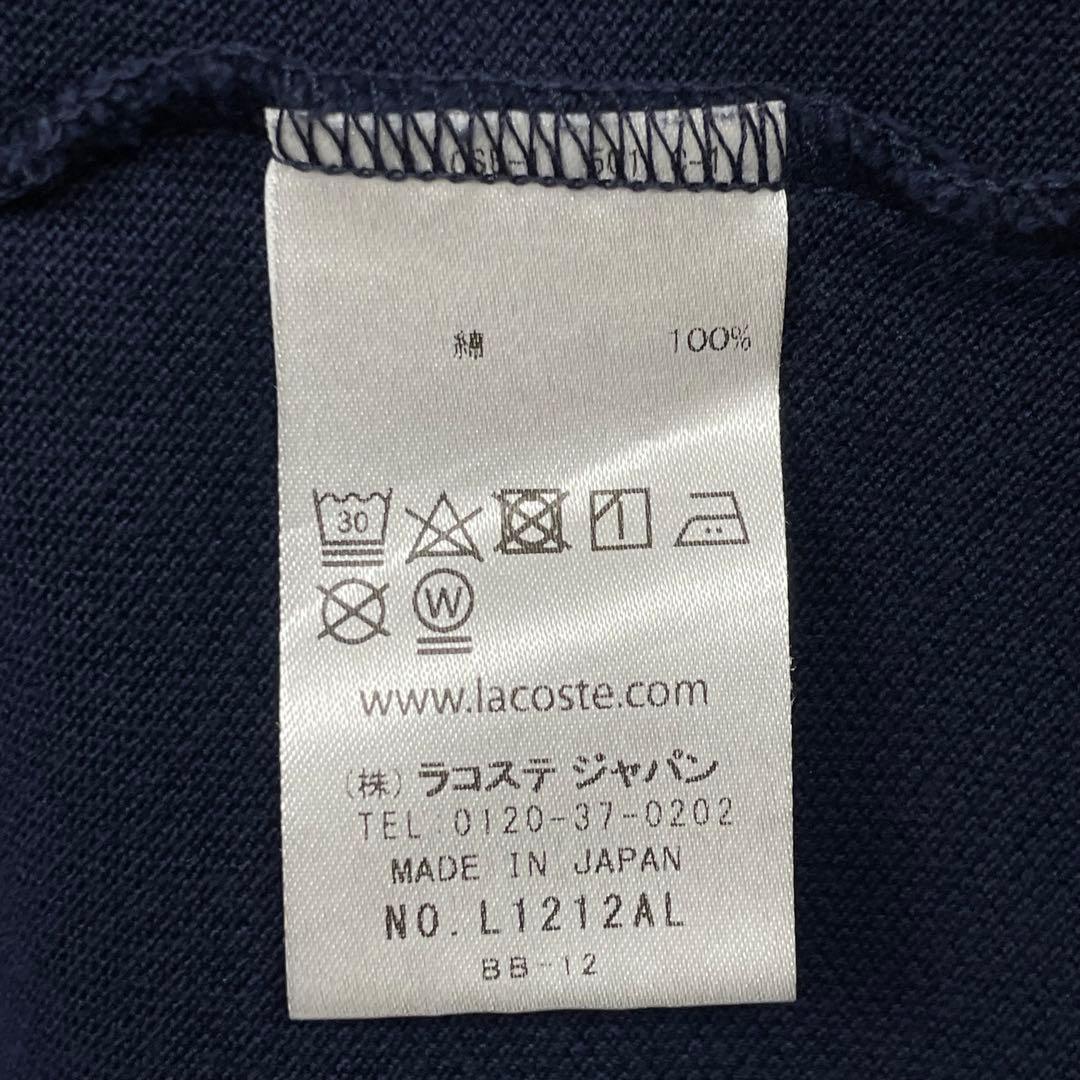 綿 100%
30
W
www.lacoste.com
(株) ラコステ ジャパン
TEL:0120-37-0202
MADE IN JAPAN
NO. L1212AL
BB-12